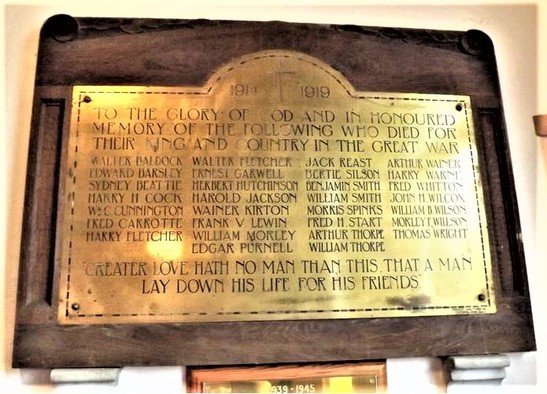 1914 1919
TO THE GLORY OF GOD AND IN HONOURED
MEMORY OF THE FOLLOWING WHO DIED FOR
THEIR KING AND COUNTRY IN THE GREAT WAR
WALTER BALDOCK WALTER FLETCHER JACK REAST ARTHUR WAINER
EDWARD BARSLEY ERNEST GARWELL BERTIE SILSON HARRY WARNE
SYDNEY BEATTIE HERBERT HUTCHINSON BENJAMIN SMITH FRED WHITTON
HARRY H COCK HAROLD JACKSON WILLIAM SMITH JOHN H. WILCOX
Wm C. CUNNINGTON WAINER KIRTON MORRIS SPINKS WILLIAM B. WILSON
FRED CARROTTE FRANK V LEWIN FRED H. START MORLEY F. WILSON
HARRY FLETCHER WILLIAM MORLEY ARTHUR THORPE THOMAS WRIGHT
EDGAR PURNELL WILLIAM THORPE
"GREATER LOVE HATH NO MAN THAN THIS, THAT A MAN
LAY DOWN HIS LIFE FOR HIS FRIENDS"
1939-1945